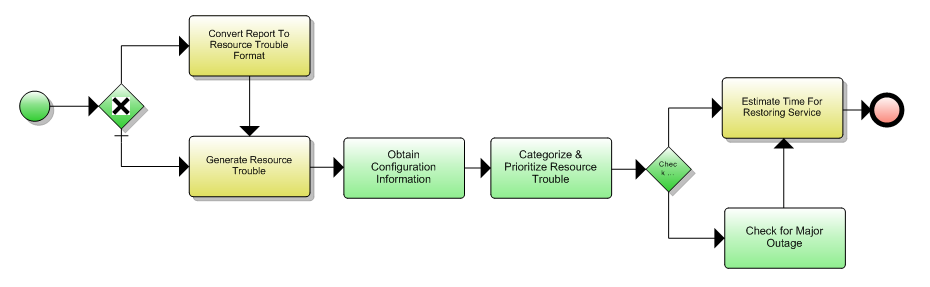 Convert Report To
Resource Trouble
Format
Generate Resource
Trouble
Obtain
Configuration
Information
Categorize &
Prioritize Resource
Trouble
Chec
k ...
Estimate Time For
Restoring Service
Check for Major
Outage